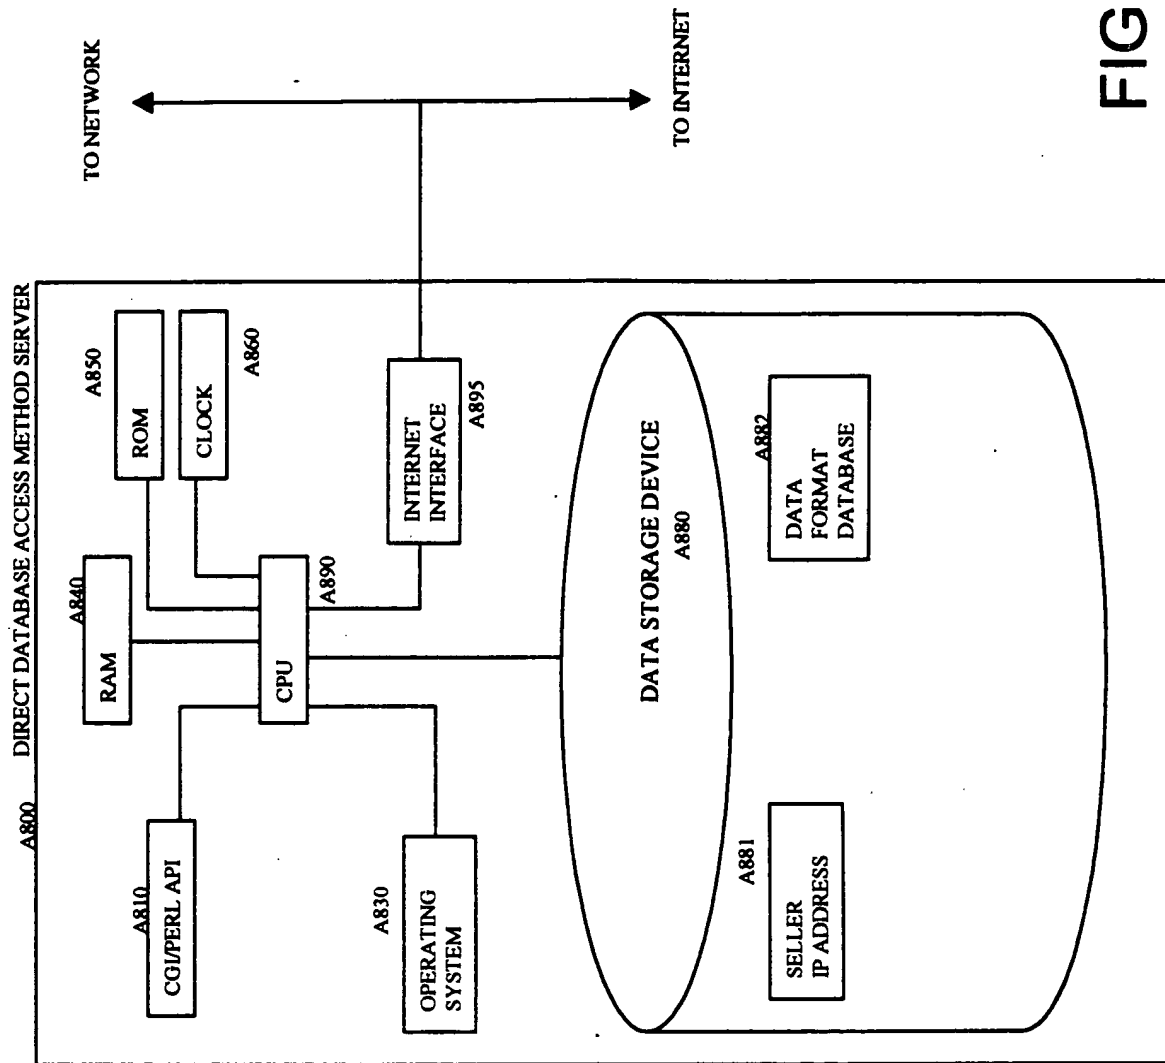 A800 DIRECT DATABASE ACCESS METHOD SERVER
A810
CGI/PERL API
A840
RAM
A850
ROM
CLOCK
A860
A830
OPERATING
SYSTEM
CPU
A890
INTERNET
INTERFACE
A895
TO NETWORK
TO INTERNET
DATA STORAGE DEVICE
A880
A881
SELLER
IP ADDRESS
A882
DATA
FORMAT
DATABASE
FIG